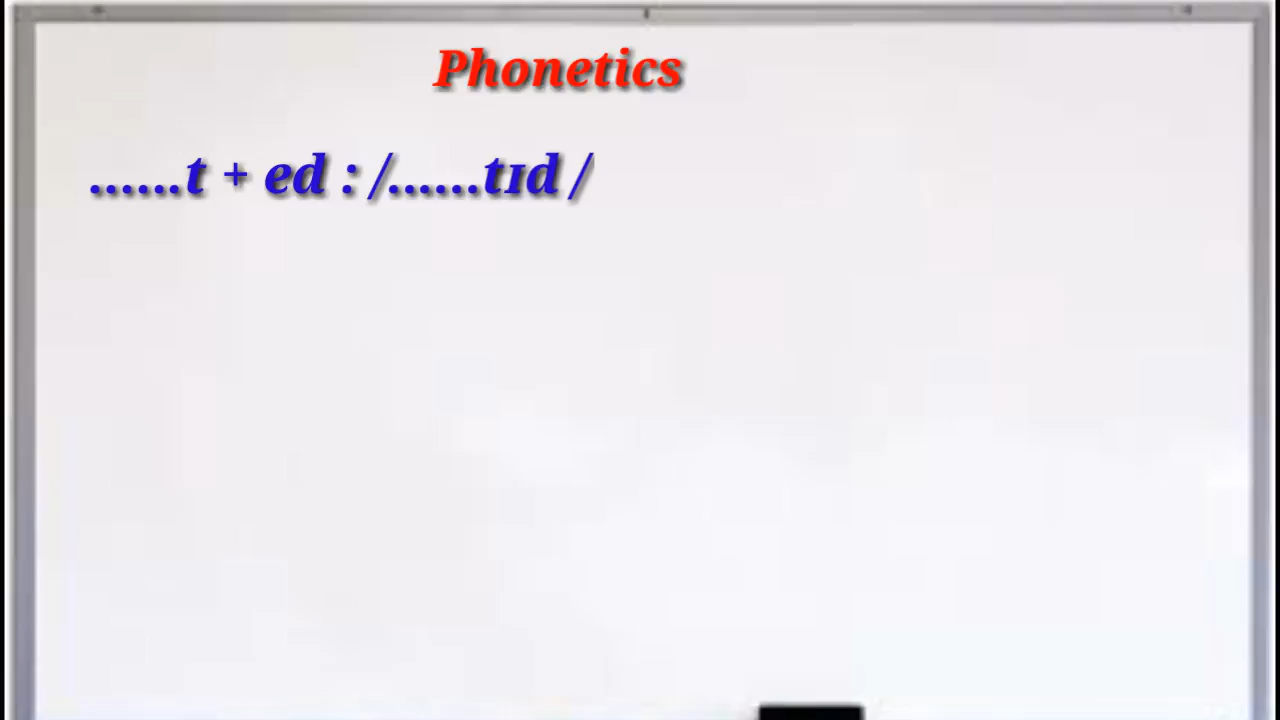 Phonetics
......t + ed : /......tɪd /